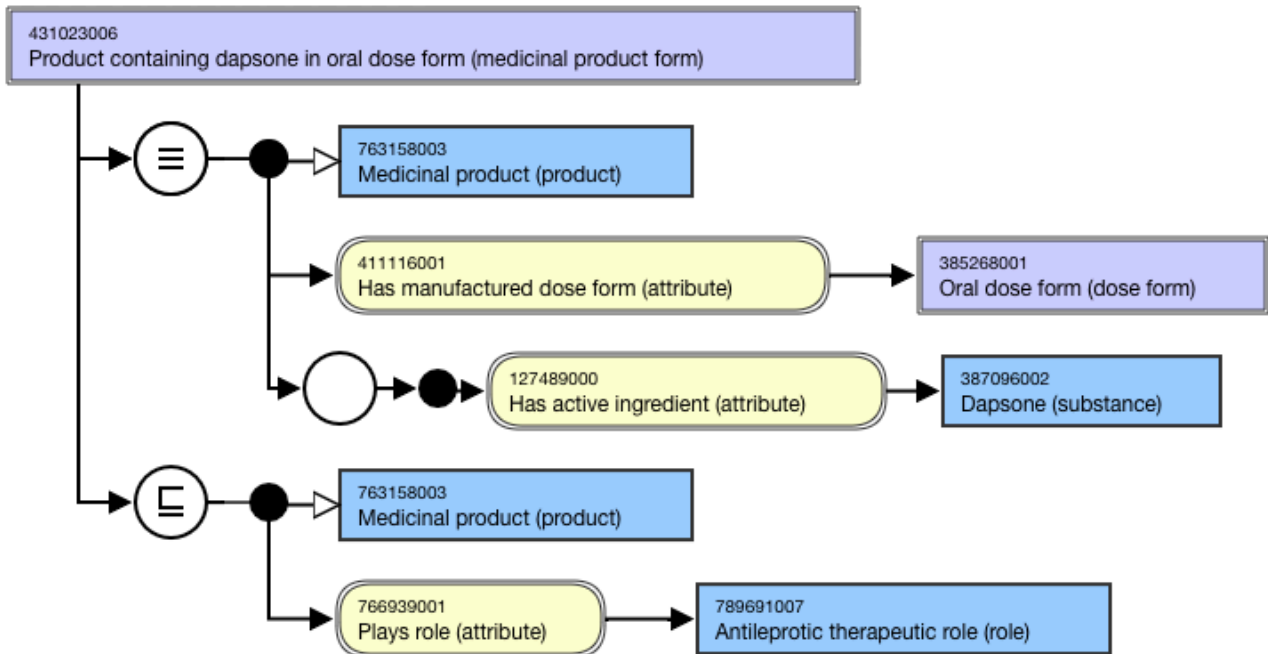 431023006
Product containing dapsone in oral dose form (medicinal product form)
≡
763158003
Medicinal product (product)
411116001
Has manufactured dose form (attribute)
385268001
Oral dose form (dose form)
127489000
Has active ingredient (attribute)
387096002
Dapsone (substance)
⊑
763158003
Medicinal product (product)
766939001
Plays role (attribute)
789691007
Antileprotic therapeutic role (role)